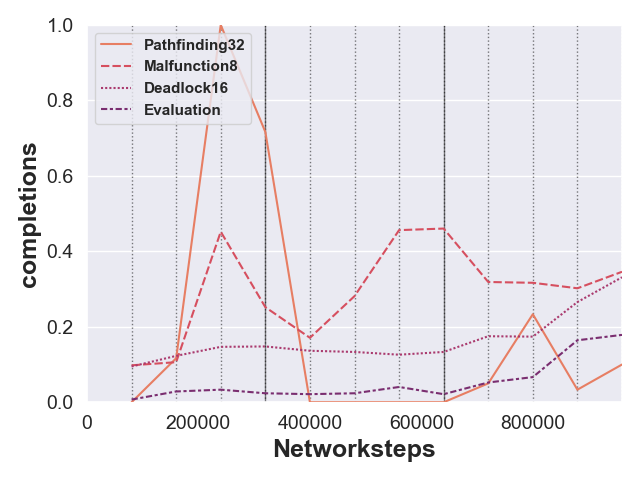 1.0
0.8
0.6
0.4
0.2
0.0
completions
Pathfinding32
Malfunction8
Deadlock16
Evaluation
0
200000
400000
600000
800000
Networksteps